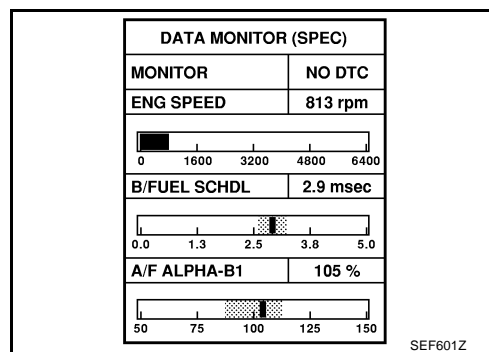 DATA MONITOR (SPEC)
MONITOR NO DTC
ENG SPEED 813 rpm
0 1600 3200 4800 6400
B/FUEL SCHDL 2.9 msec
0.0 1.3 2.5 3.8 5.0
A/F ALPHA-B1 105 %
50 75 100 125 150
SEF601Z